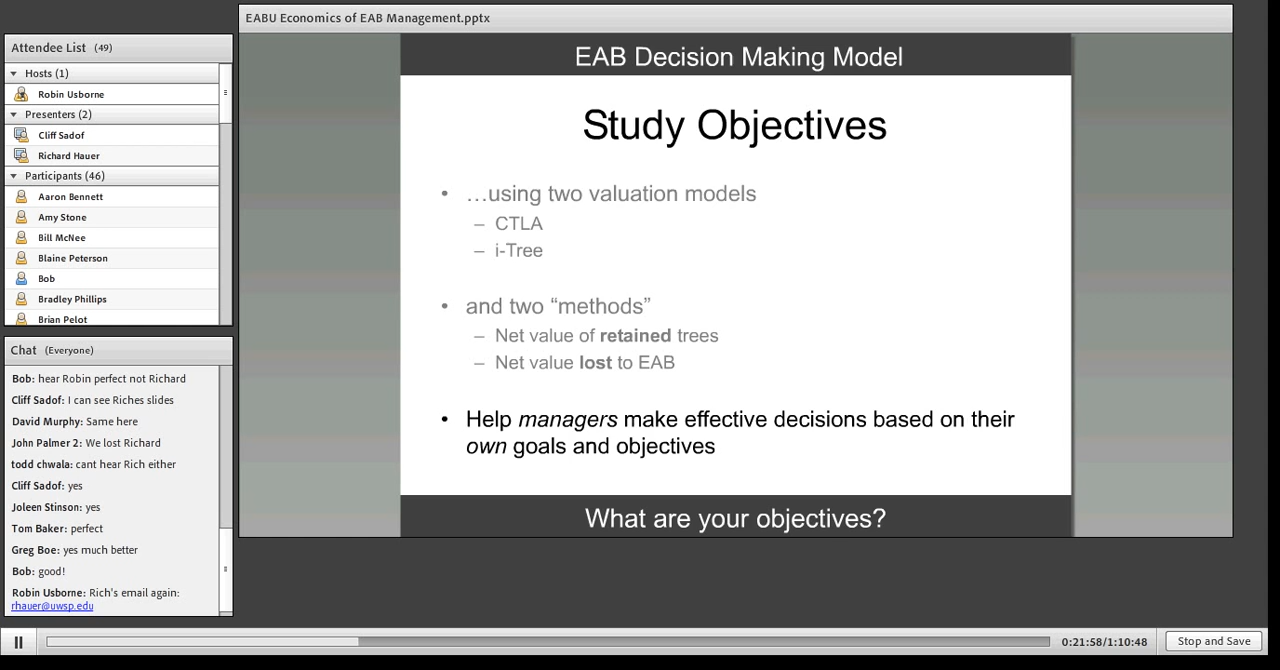 EABU Economics of EAB Management.pptx
Attendee List (49)
Hosts (1)
Robin Usborne
Presenters (2)
Cliff Sadof
Richard Hauer
Participants (46)
Aaron Bennett
Amy Stone
Bill McNee
Blaine Peterson
Bob
Bradley Phillips
Brian Pelot
Chat (Everyone)
Bob: hear Robin perfect not Richard
Cliff Sadof: I can see Riches slides
David Murphy: Same here
John Palmer 2: We lost Richard
todd chwala: cant hear Rich either
Cliff Sadof: yes
Joleen Stinson: yes
Tom Baker: perfect
Greg Boe: yes much better
Bob: good!
Robin Usborne: Rich's email again:
rhauer@uwsp.edu
EAB Decision Making Model
Study Objectives
• …using two valuation models
– CTLA
– i-Tree
• and two “methods”
– Net value of retained trees
– Net value lost to EAB
• Help managers make effective decisions based on their
own goals and objectives
What are your objectives?
0:21:58/1:10:48
Stop and Save